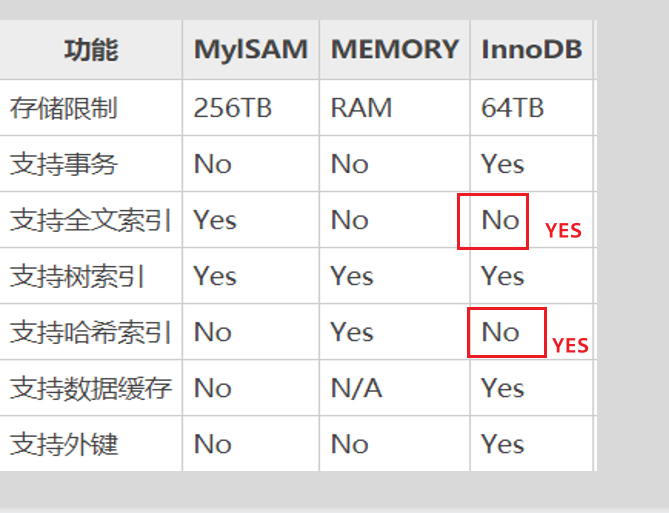 功能 MylSAM MEMORY InnoDB
存储限制 256TB RAM 64TB
支持事务 No No Yes
支持全文索引 Yes No No YES
支持树索引 Yes Yes Yes
支持哈希索引 No Yes No YES
支持数据缓存 No N/A Yes
支持外键 No No Yes